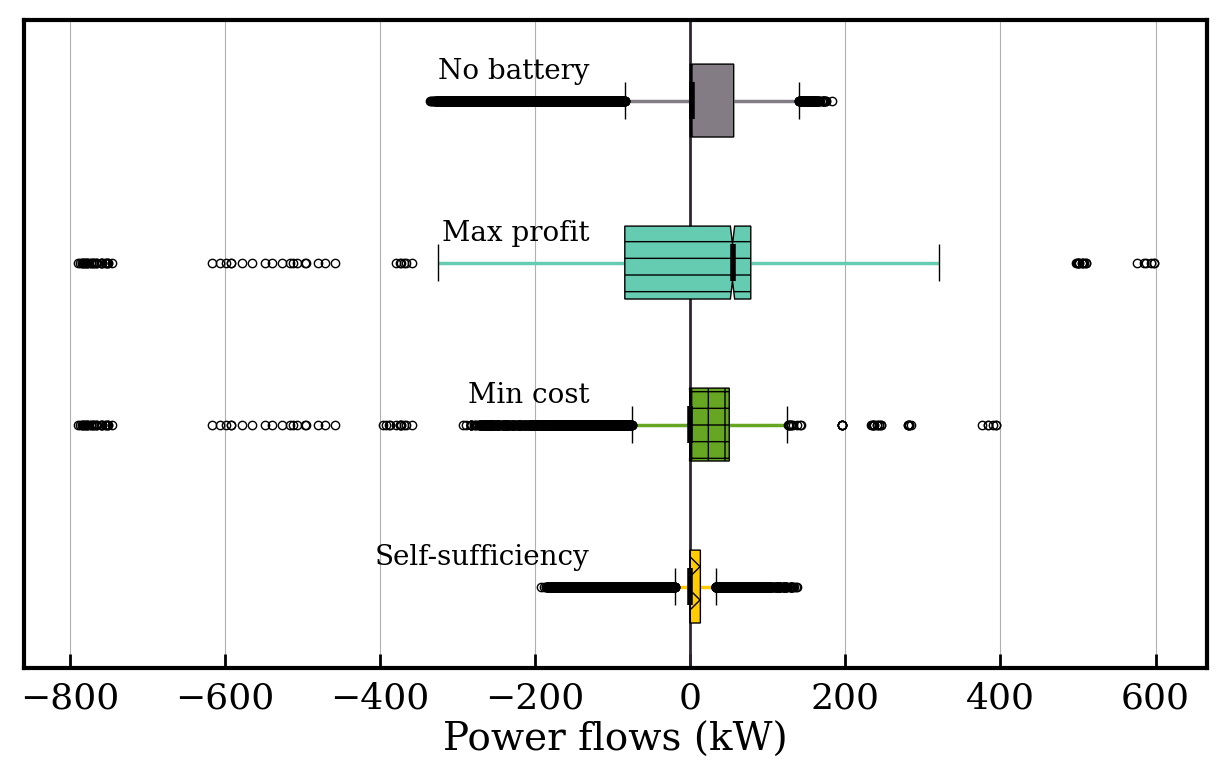 No battery
Max profit
Min cost
Self-sufficiency
−800 −600 −400 −200 0 200 400 600
Power flows (kW)